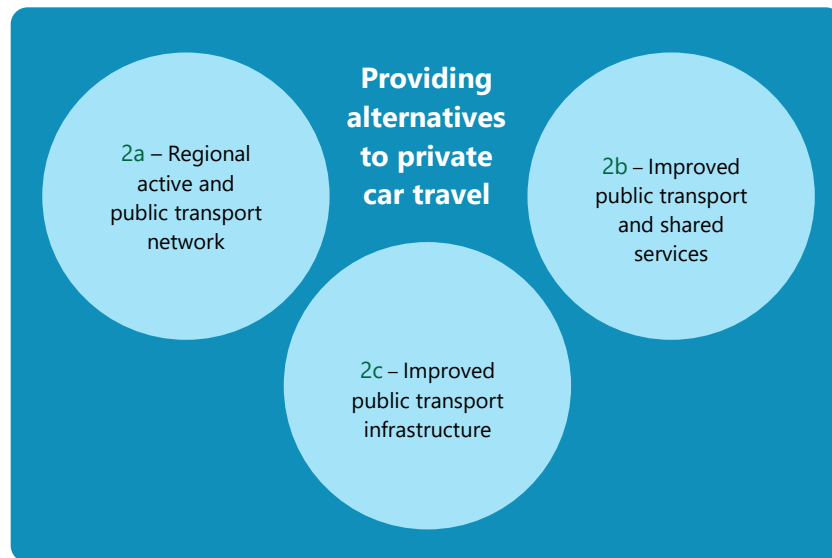 Providing
alternatives
to private
car travel
2a – Regional
active and
public transport
network
2b – Improved
public transport
and shared
services
2c – Improved
public transport
infrastructure